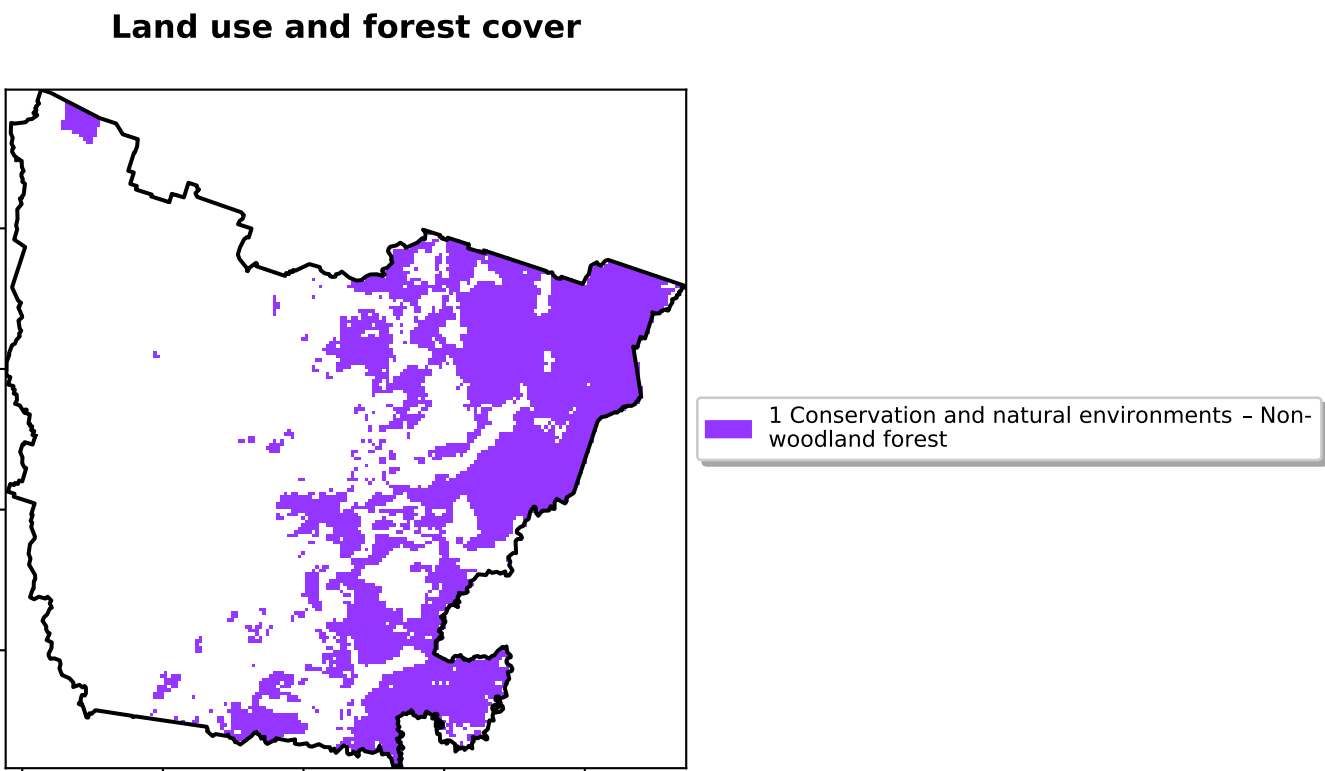 Land use and forest cover
1 Conservation and natural environments – Non-
woodland forest